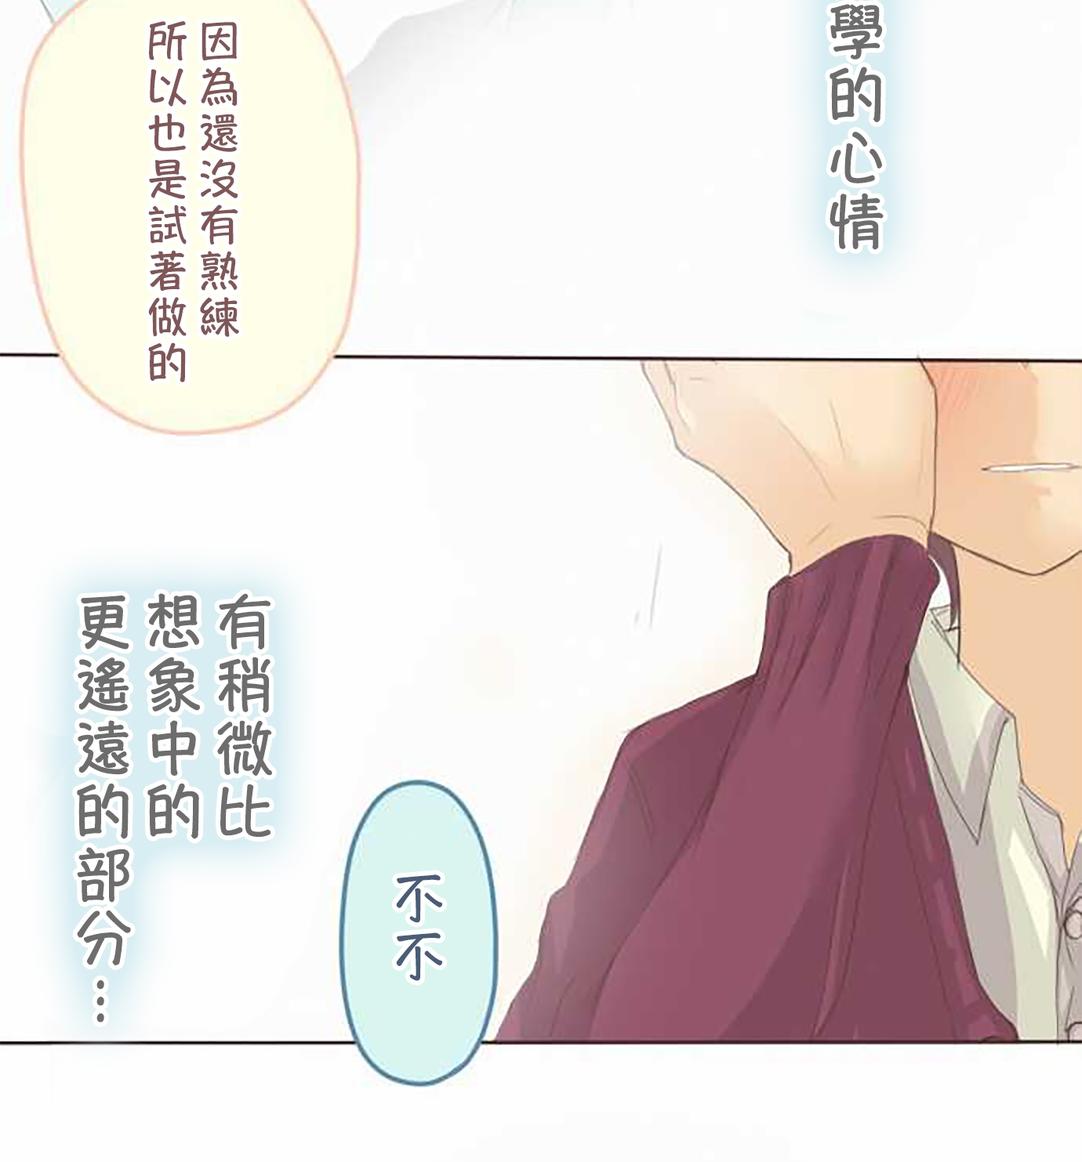 學的心情
因為還沒有熟練
所以也是試著做的
有稍微比
想象中的
更遙遠的部分…
不不